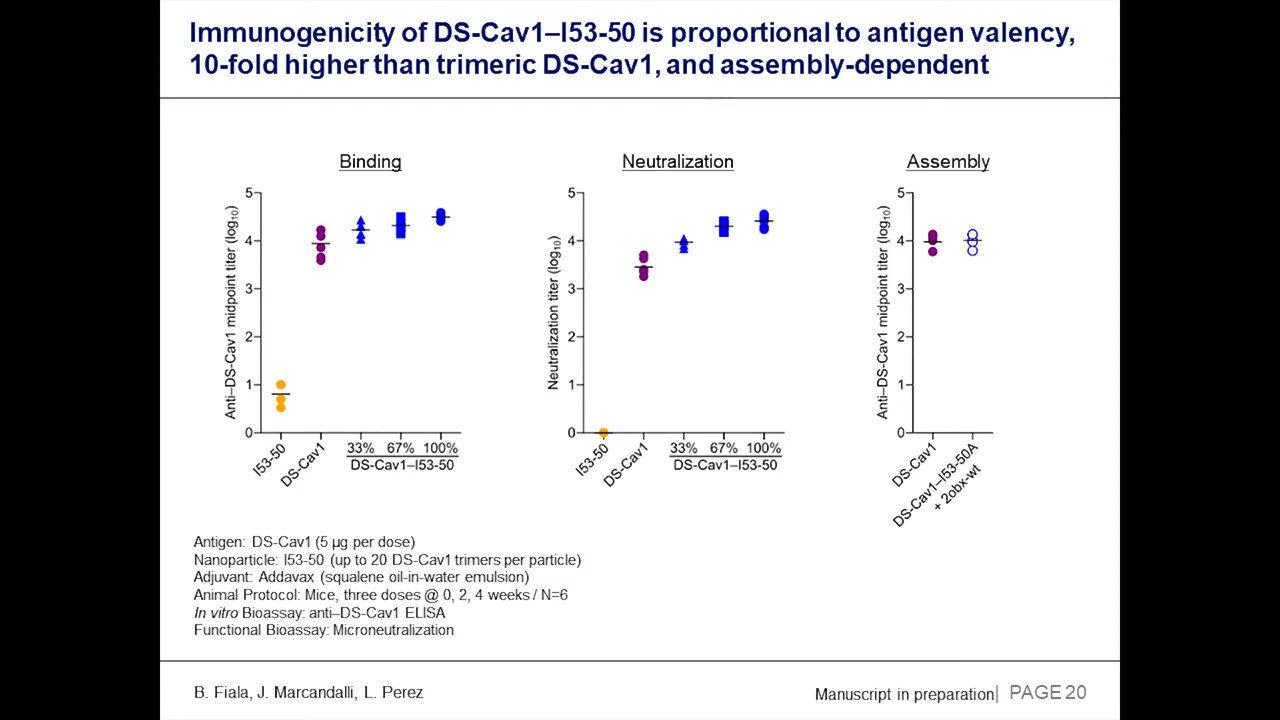 Immunogenicity of DS-Cav1–I53-50 is proportional to antigen valency,
10-fold higher than trimeric DS-Cav1, and assembly-dependent
Binding
Anti–DS-Cav1 midpoint titer (log10)
5
4
3
2
1
0
I53-50
DS-Cav1
33% 67% 100%
DS-Cav1–I53-50
Neutralization
Neutralization titer (log10)
5
4
3
2
1
0
I53-50
DS-Cav1
33% 67% 100%
DS-Cav1–I53-50
Assembly
Anti–DS-Cav1 midpoint titer (log10)
5
4
3
2
1
0
DS-Cav1
DS-Cav1–I53-50A
+ 2obx-wt
Antigen: DS-Cav1 (5 µg per dose)
Nanoparticle: I53-50 (up to 20 DS-Cav1 trimers per particle)
Adjuvant: Addavax (squalene oil-in-water emulsion)
Animal Protocol: Mice, three doses @ 0, 2, 4 weeks / N=6
In vitro Bioassay: anti–DS-Cav1 ELISA
Functional Bioassay: Microneutralization
B. Fiala, J. Marcandalli, L. Perez
Manuscript in preparation| PAGE 20